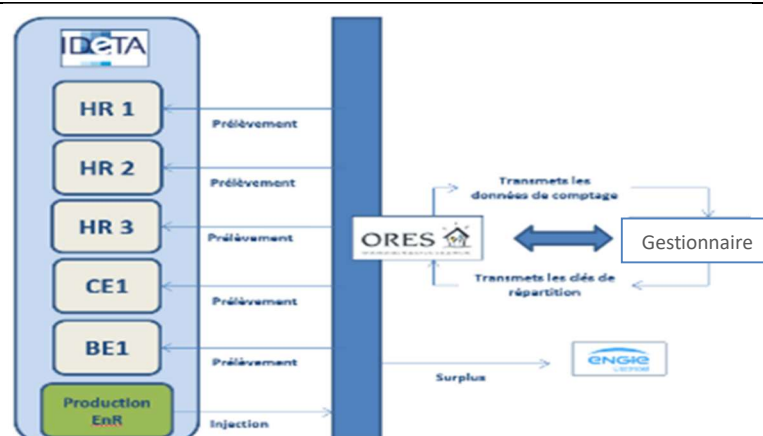 IDETA
HR 1
Prélèvement
HR 2
Prélèvement
HR 3
Prélèvement
CE1
Prélèvement
BE1
Prélèvement
Production
EnR
Injection
ORES
Transmets les
données de comptage
Gestionnaire
Transmets les clés de
répartition
Surplus
ENGIE